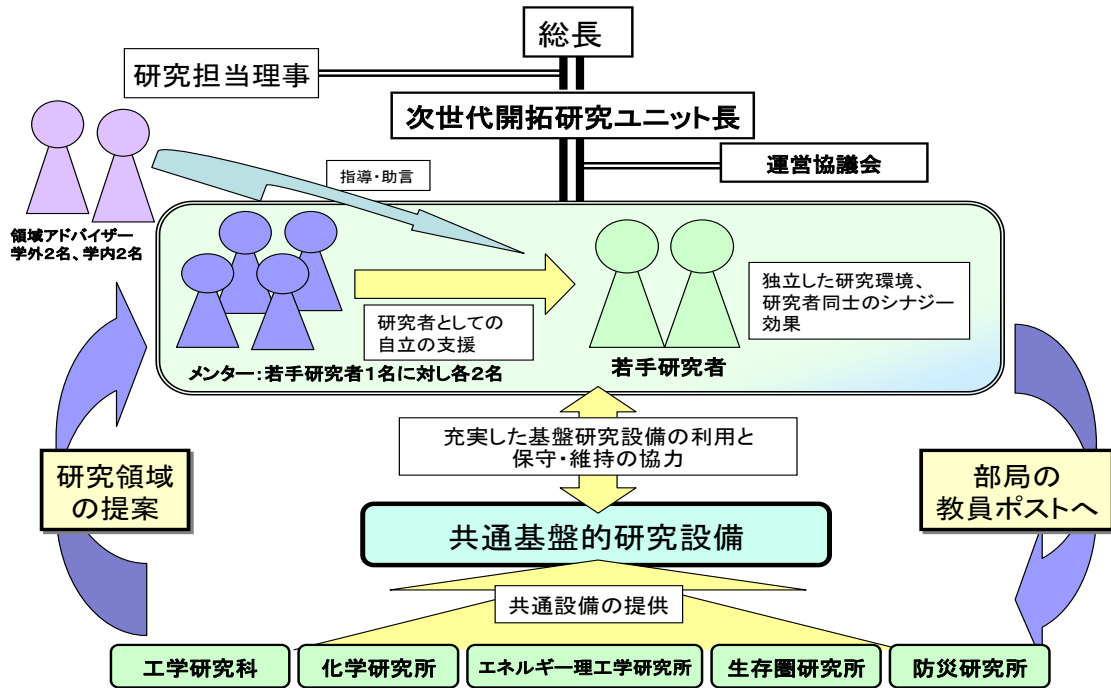 総長
研究担当理事
次世代開拓研究ユニット長
運営協議会
指導・助言
領域アドバイザー
学外2名、学内2名
研究者としての
自立の支援
メンター:若手研究者1名に対し各2名
若手研究者
独立した研究環境、
研究者同士のシナジー
効果
充実した基盤研究設備の利用と
保守・維持の協力
研究領域
の提案
部局の
教員ポストへ
共通基盤的研究設備
共通設備の提供
工学研究科
化学研究所
エネルギー理工学研究所
生存圏研究所
防災研究所